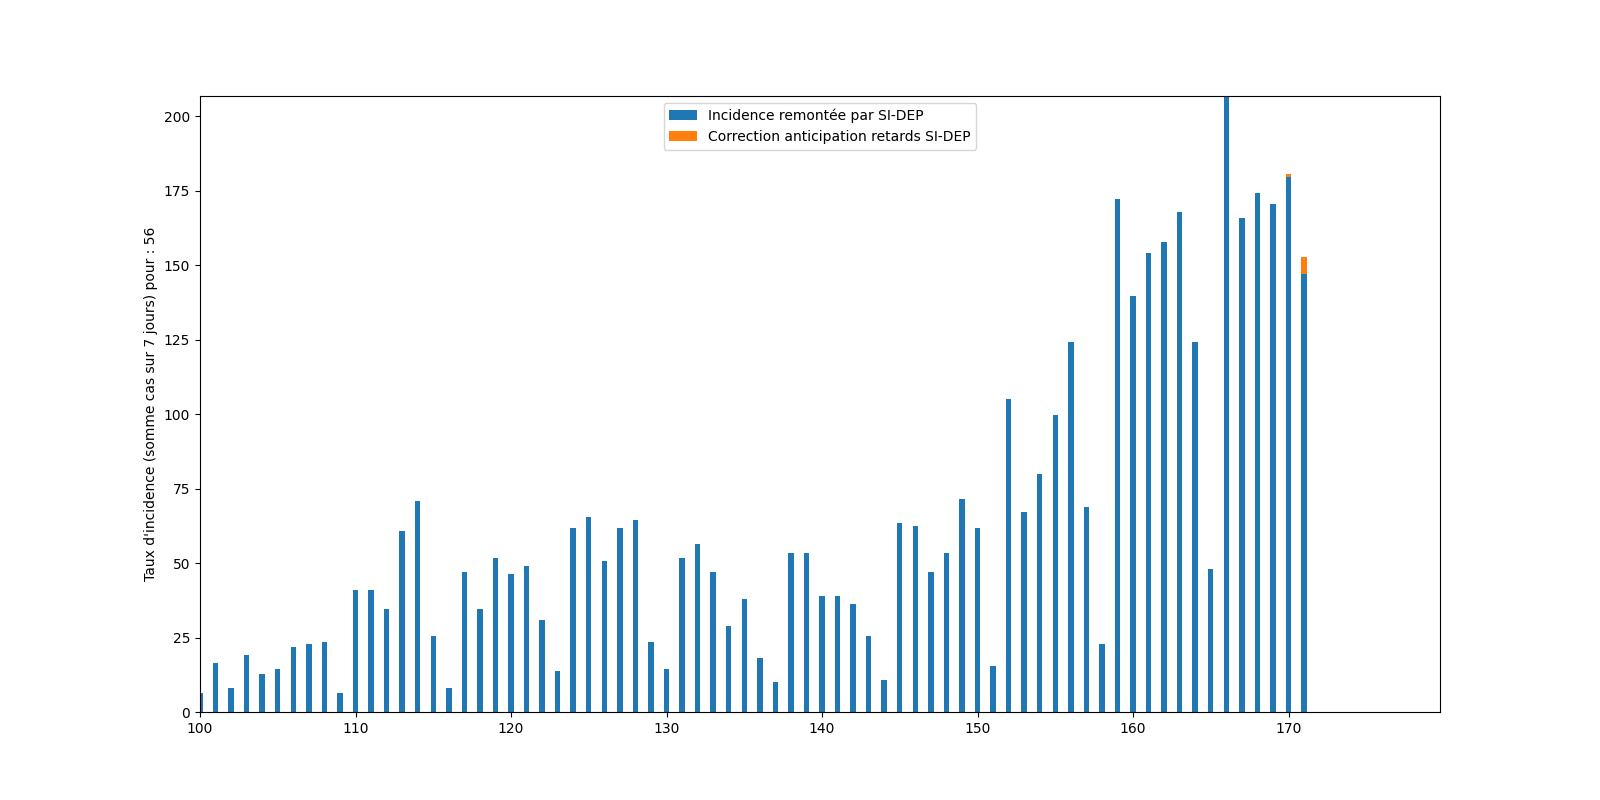 Incidence remontée par SI-DEP
Correction anticipation retards SI-DEP
Taux d'incidence (somme cas sur 7 jours) pour : 56
200
175
150
125
100
75
50
25
0
100 110 120 130 140 150 160 170